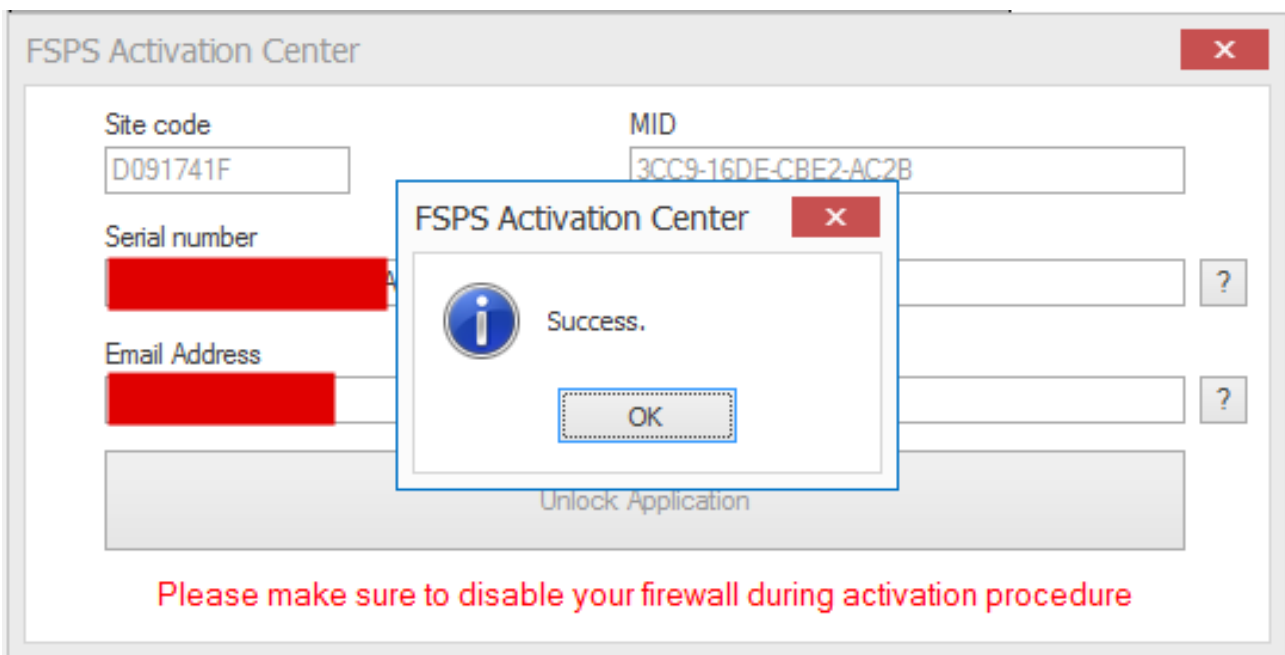 FSPS Activation Center
Site code
MID
D091741F
3CC9-16DE-CBE2-AC2B
FSPS Activation Center
Serial number
?
Success.
Email Address
?
OK
Unlock Application
Please make sure to disable your firewall during activation procedure